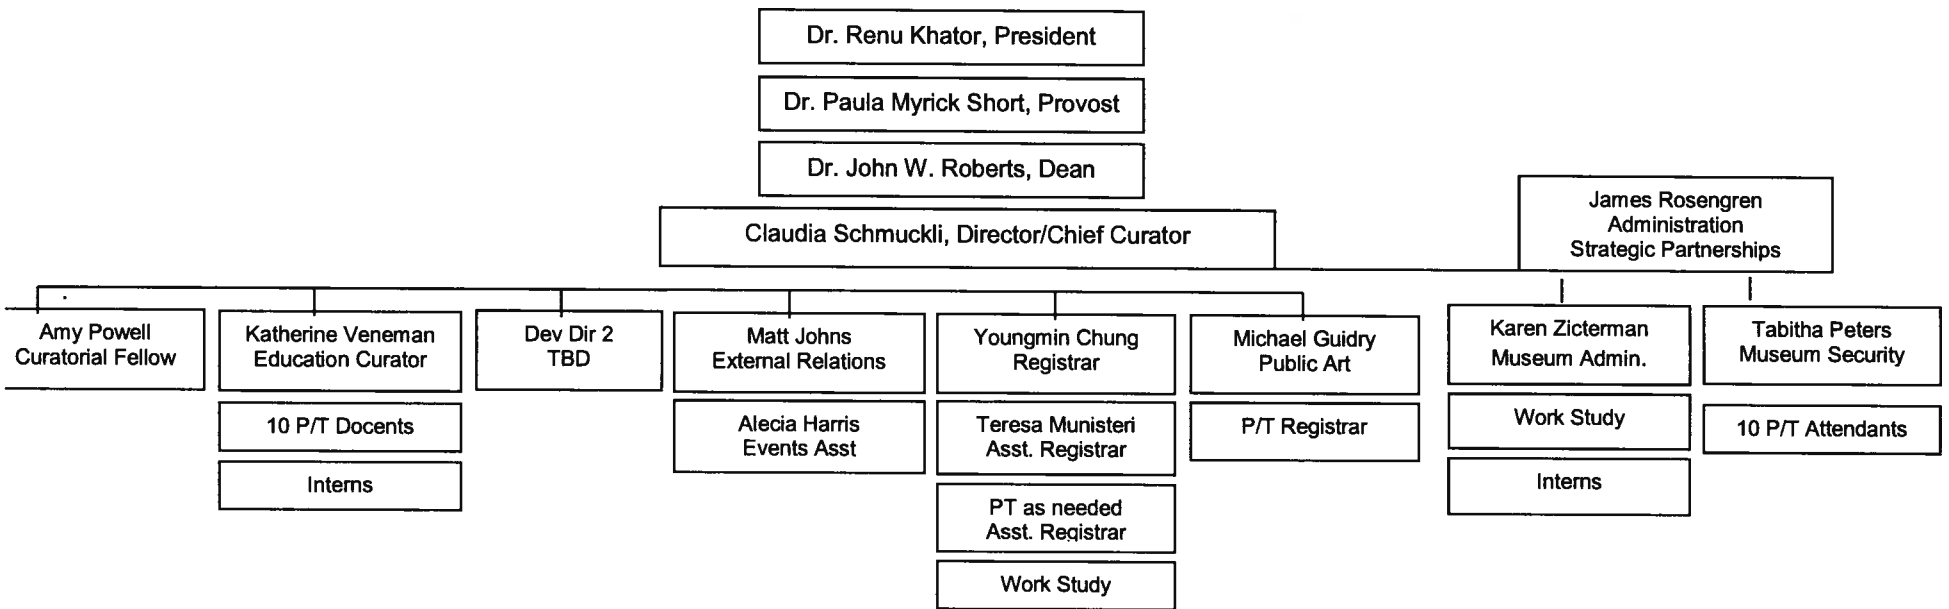 Dr. Renu Khator, President
Dr. Paula Myrick Short, Provost
Dr. John W. Roberts, Dean
Claudia Schmuckli, Director/Chief Curator
James Rosengren
Administration
Strategic Partnerships
Amy Powell
Curatorial Fellow
Katherine Veneman
Education Curator
10 P/T Docents
Interns
Dev Dir 2
TBD
Matt Johns
External Relations
Alecia Harris
Events Asst
Youngmin Chung
Registrar
Teresa Munisteri
Asst. Registrar
PT as needed
Asst. Registrar
Work Study
Michael Guidry
Public Art
P/T Registrar
Karen Zicterman
Museum Admin.
Work Study
Interns
Tabitha Peters
Museum Security
10 P/T Attendants